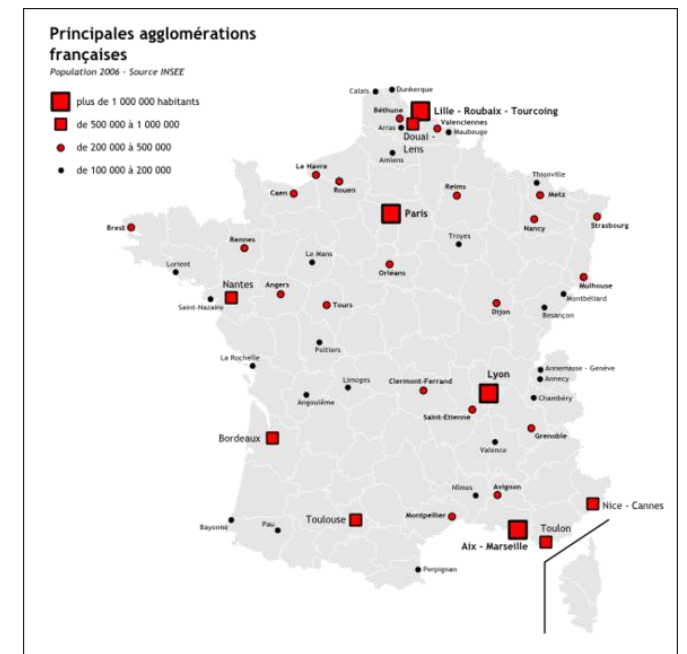 Principales agglomérations
françaises
Population 2006 - Source INSEE
plus de 1 000 000 habitants
de 500 000 à 1 000 000
de 200 000 à 500 000
de 100 000 à 200 000
Calais
Dunkerque
Béthune
Lille - Roubaix - Tourcoing
Valenciennes
Arras
Maubeuge
Douai -
Lens
Amiens
Le Havre
Rouen
Caen
Reims
Thionville
Metz
Paris
Nancy
Strasbourg
Brest
Rennes
Troyes
Le Mans
Lorient
Orléans
Mulhouse
Nantes
Angers
Montbéliard
Saint-Nazaire
Tours
Dijon
Besançon
Poitiers
La Rochelle
Lyon
Annemasse - Genève
Annecy
Limoges
Clermont-Ferrand
Angoulême
Chambéry
Saint-Etienne
Grenoble
Bordeaux
Valence
Nîmes
Avignon
Nice - Cannes
Montpellier
Toulouse
Toulon
Bayonne
Pau
Aix - Marseille
Perpignan